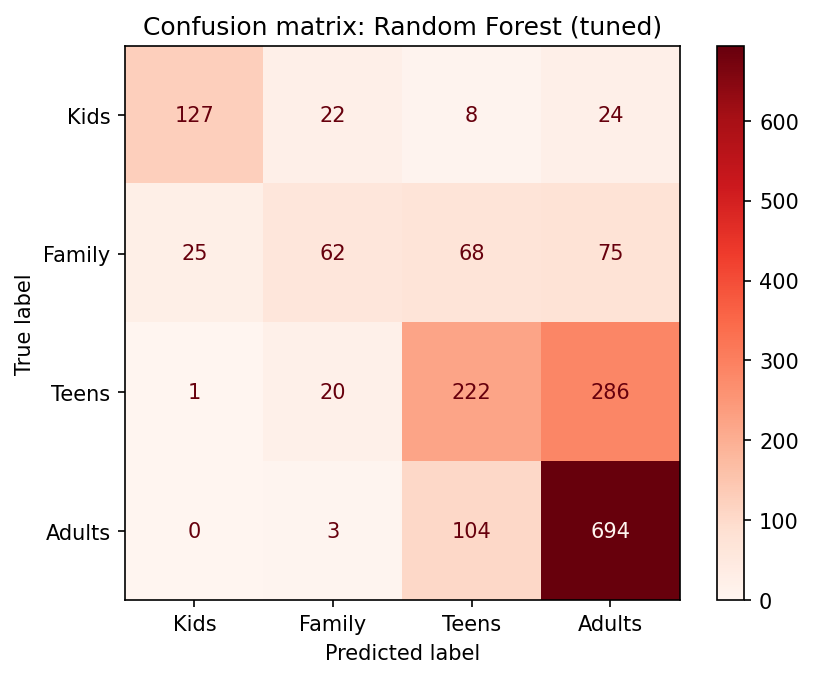 Confusion matrix: Random Forest (tuned)
True label
Kids 127 22 8 24
Family 25 62 68 75
Teens 1 20 222 286
Adults 0 3 104 694
Kids Family Teens Adults
Predicted label
600
500
400
300
200
100
0